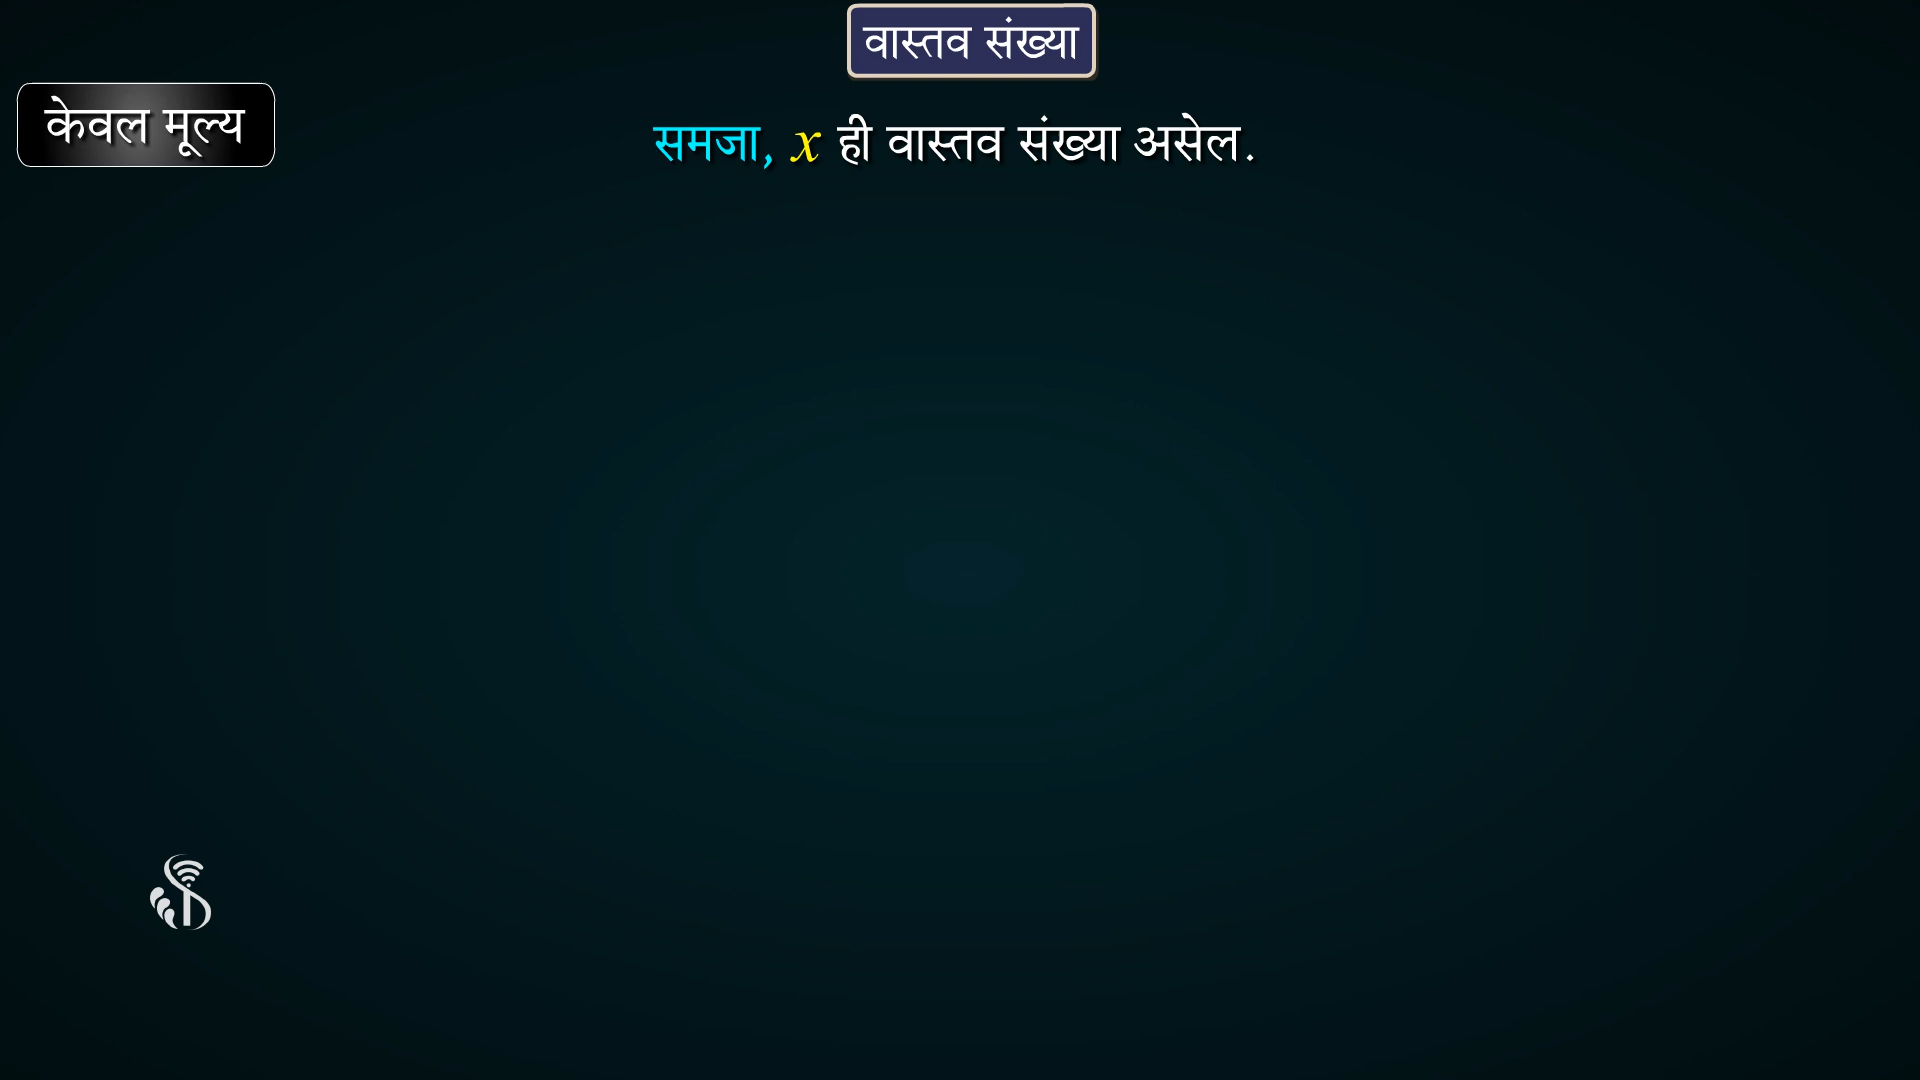 वास्तव संख्या
केवल मूल्य
समजा, x ही वास्तव संख्या असेल.